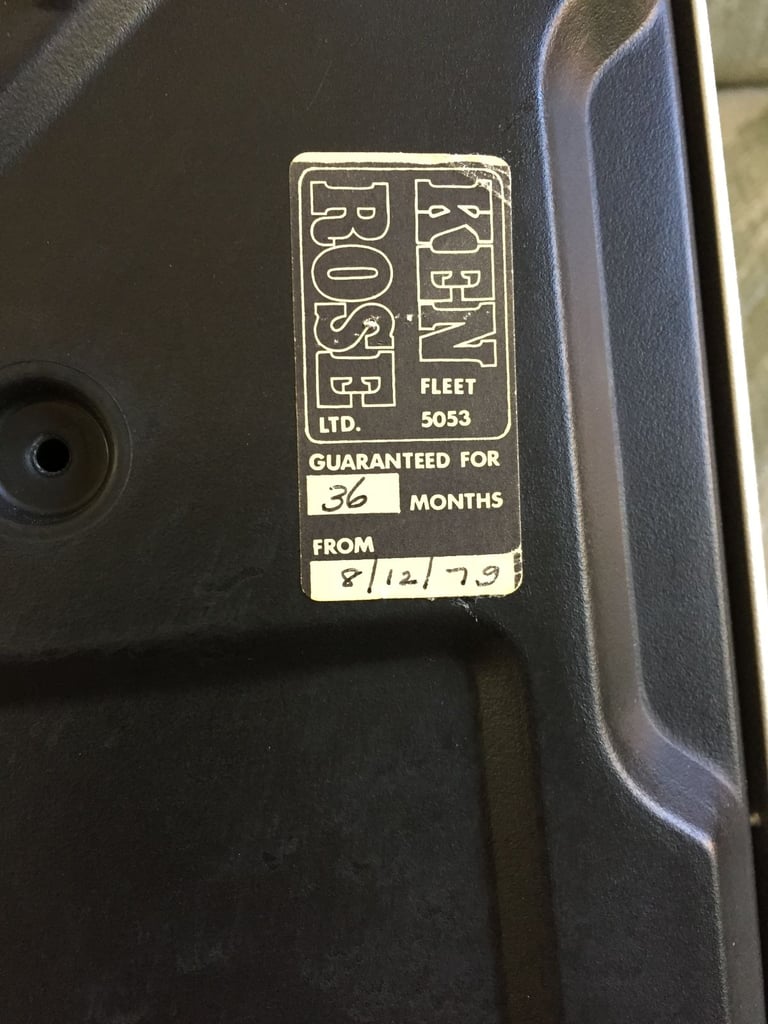 KEN
ROSE
LTD.
FLEET
5053
GUARANTEED FOR
36 MONTHS
FROM
8/12/79